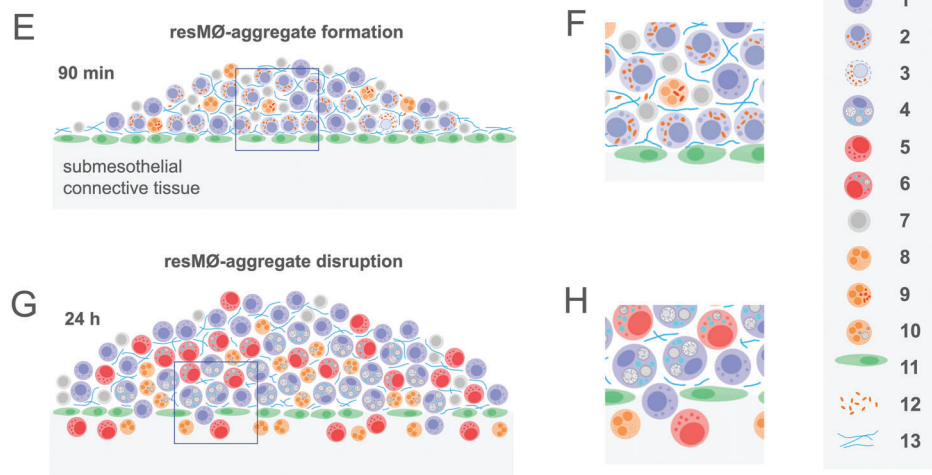 E
resMØ-aggregate formation
90 min
submesothelial
connective tissue
F
G
resMØ-aggregate disruption
24 h
H
1
2
3
4
5
6
7
8
9
10
11
12
13